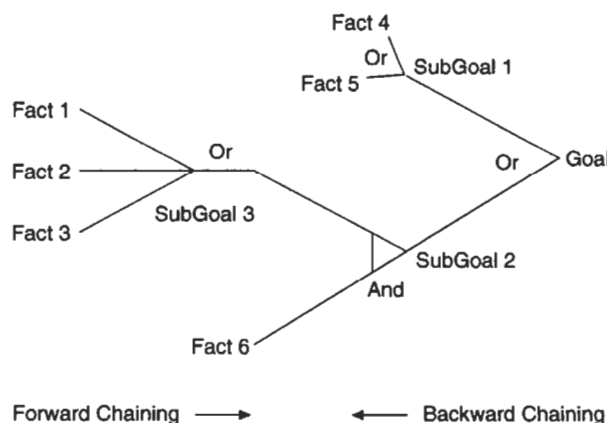 Fact 4
Or
SubGoal 1
Fact 5
Fact 1
Or
Goal
Fact 2
Or
SubGoal 3
Fact 3
SubGoal 2
And
Fact 6
Forward Chaining
Backward Chaining